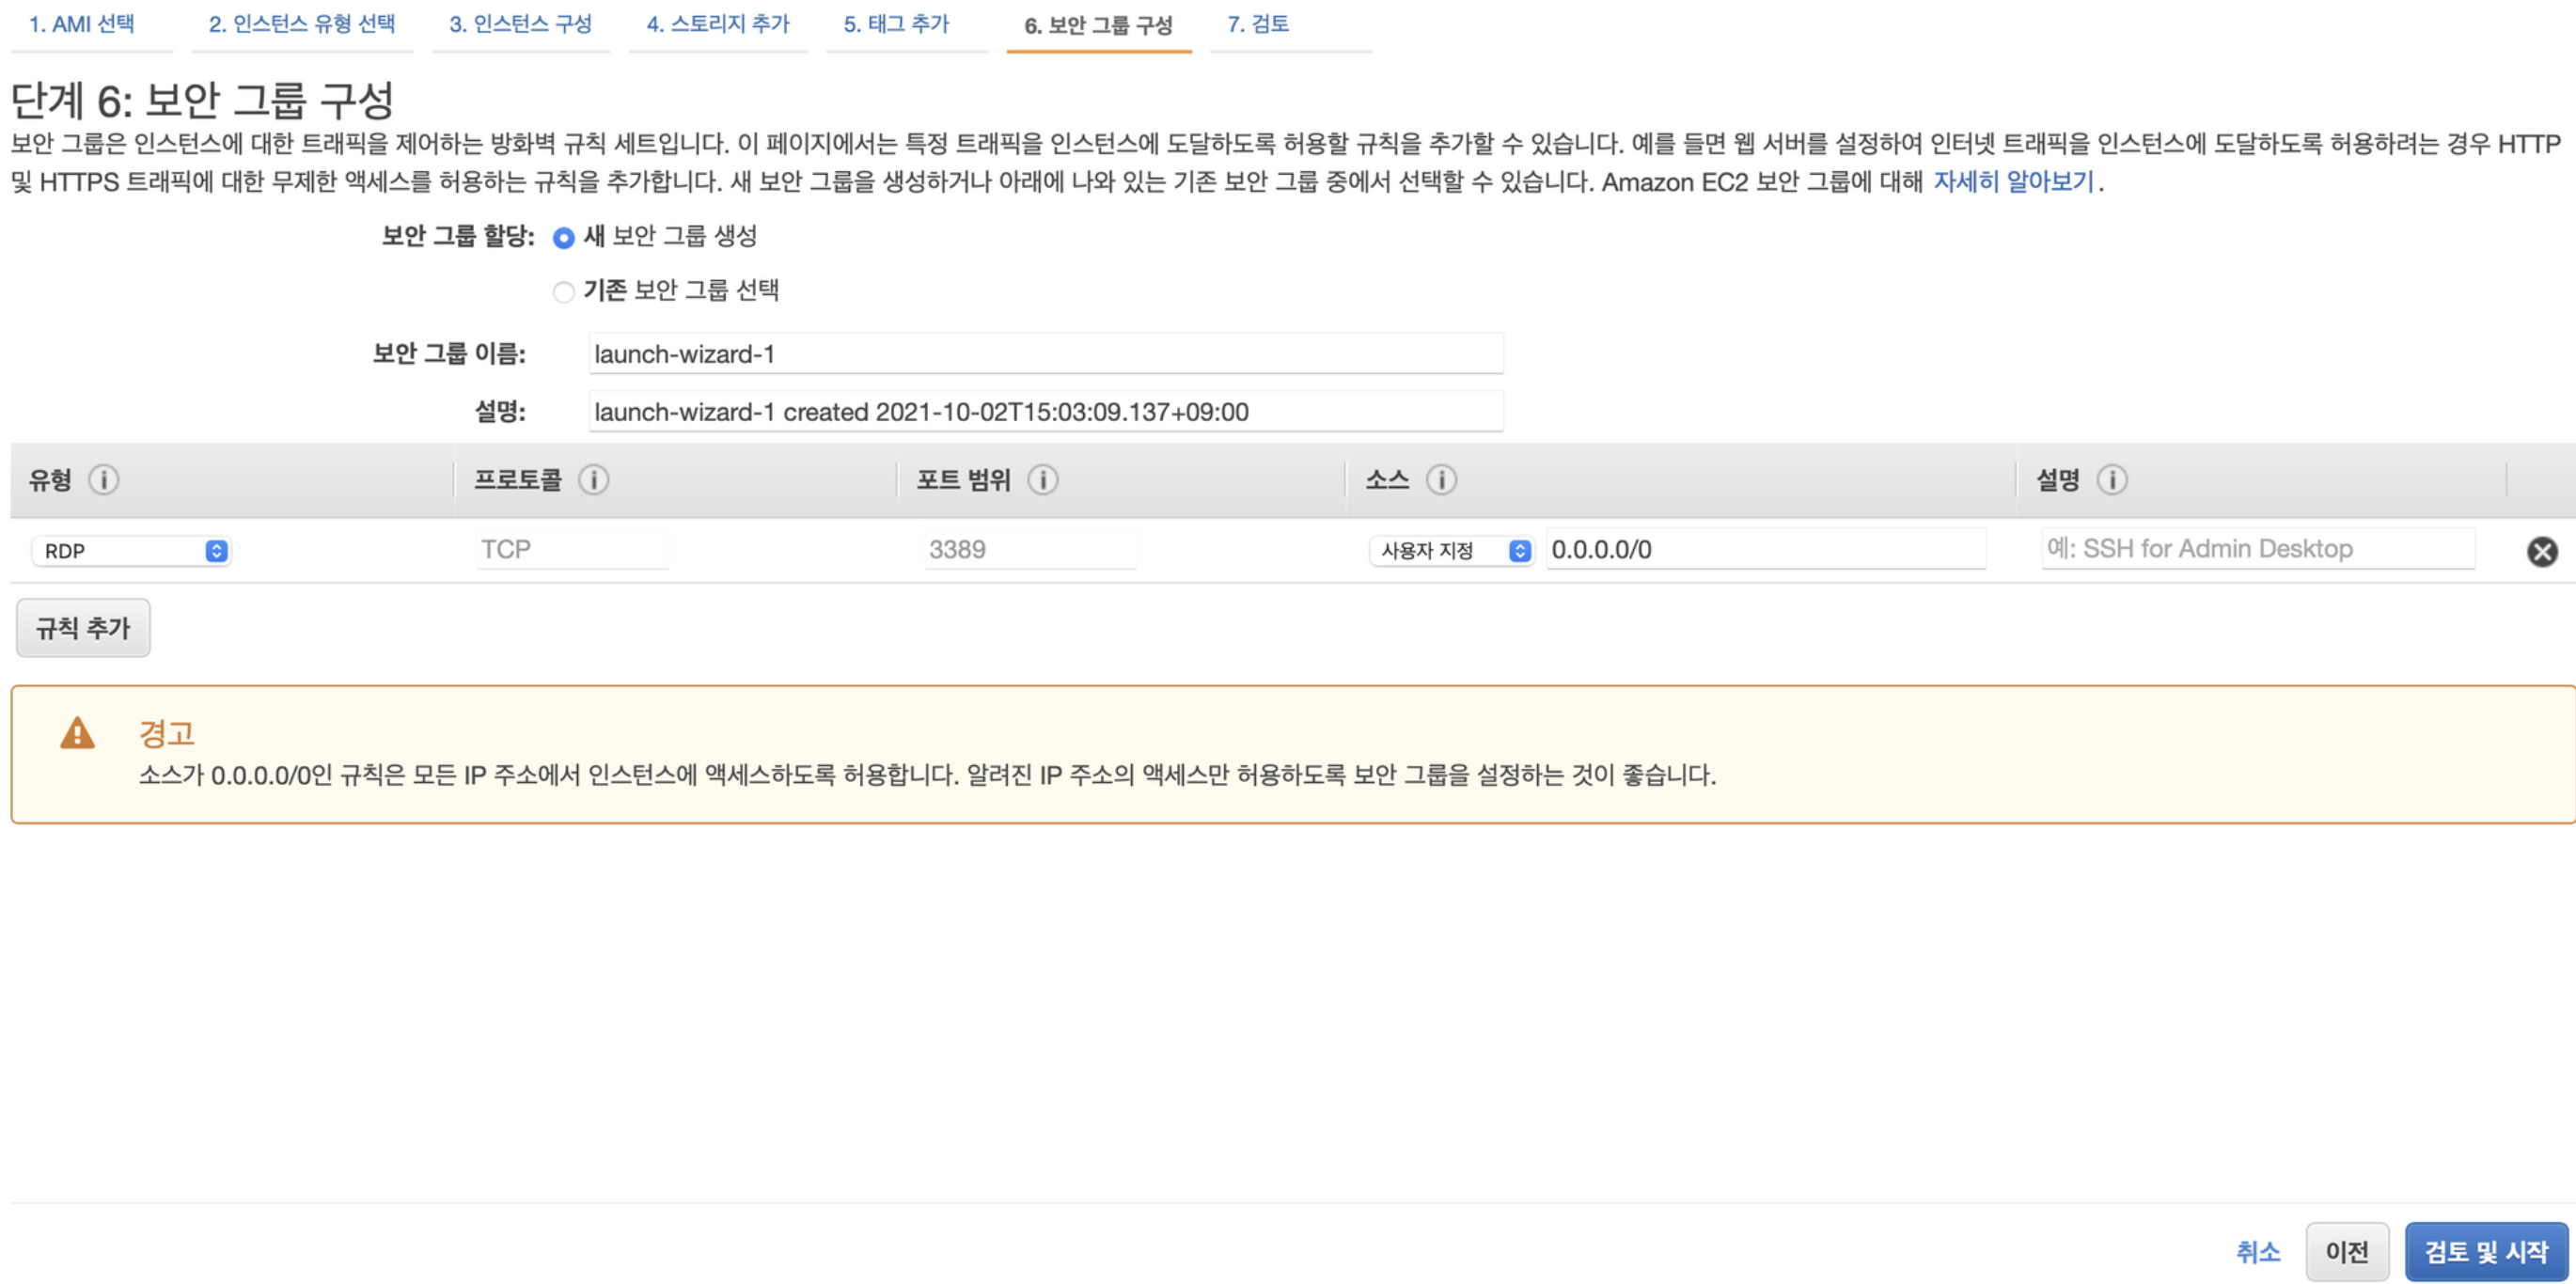 1. AMI 선택 2. 인스턴스 유형 선택 3. 인스턴스 구성 4. 스토리지 추가 5. 태그 추가 6. 보안 그룹 구성 7. 검토
단계 6: 보안 그룹 구성
보안 그룹은 인스턴스에 대한 트래픽을 제어하는 방화벽 규칙 세트입니다. 이 페이지에서는 특정 트래픽을 인스턴스에 도달하도록 허용할 규칙을 추가할 수 있습니다. 예를 들면 웹 서버를 설정하여 인터넷 트래픽을 인스턴스에 도달하도록 허용하려는 경우 HTTP
및 HTTPS 트래픽에 대한 무제한 액세스를 허용하는 규칙을 추가합니다. 새 보안 그룹을 생성하거나 아래에 나와 있는 기존 보안 그룹 중에서 선택할 수 있습니다. Amazon EC2 보안 그룹에 대해 자세히 알아보기.
보안 그룹 할당: 새 보안 그룹 생성
기존 보안 그룹 선택
보안 그룹 이름: launch-wizard-1
설명: launch-wizard-1 created 2021-10-02T15:03:09.137+09:00
유형 프로토콜 포트 범위 소스 설명
RDP TCP 3389 사용자 지정 0.0.0.0/0 예: SSH for Admin Desktop
규칙 추가
경고
소스가 0.0.0.0/0인 규칙은 모든 IP 주소에서 인스턴스에 액세스하도록 허용합니다. 알려진 IP 주소의 액세스만 허용하도록 보안 그룹을 설정하는 것이 좋습니다.
취소 이전 검토 및 시작